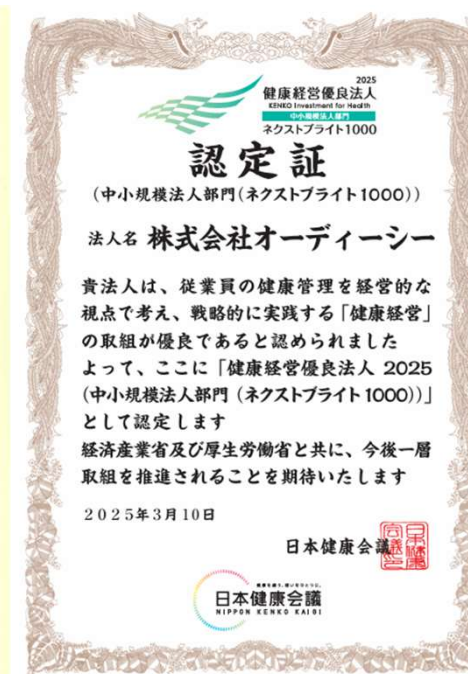 2025
健康経営優良法人
KENKO Investment for Health
中小規模法人部門
ネクストブライト1000
認定証
(中小規模法人部門(ネクストブライト1000))
法人名 株式会社オーディーシー
貴法人は、従業員の健康管理を経営的な
視点で考え、戦略的に実践する「健康経営」
の取組が優良であると認められました
よって、ここに「健康経営優良法人 2025
(中小規模法人部門(ネクストブライト1000))」
として認定します
経済産業省及び厚生労働省と共に、今後一層
取組を推進されることを期待いたします
2025年3月10日
日本健康会議
日本健康会議
NIPPON KENKO KAIGI